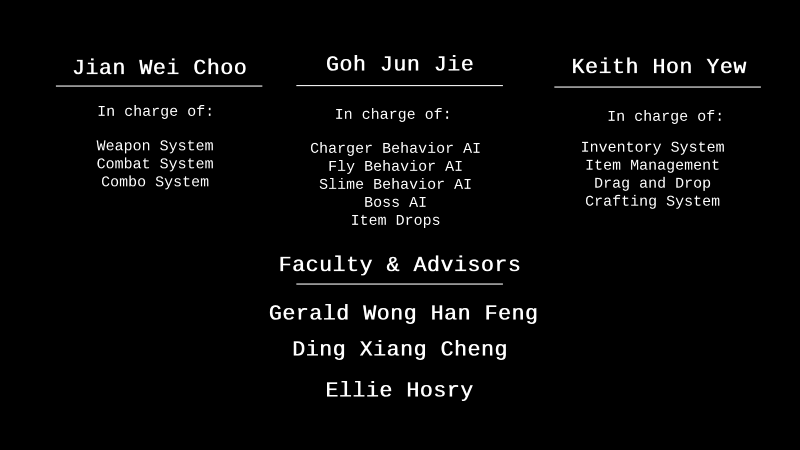 Jian Wei Choo
In charge of:
Weapon System
Combat System
Combo System
Goh Jun Jie
In charge of:
Charger Behavior AI
Fly Behavior AI
Slime Behavior AI
Boss AI
Item Drops
Keith Hon Yew
In charge of:
Inventory System
Item Management
Drag and Drop
Crafting System
Faculty & Advisors
Gerald Wong Han Feng
Ding Xiang Cheng
Ellie Hosry